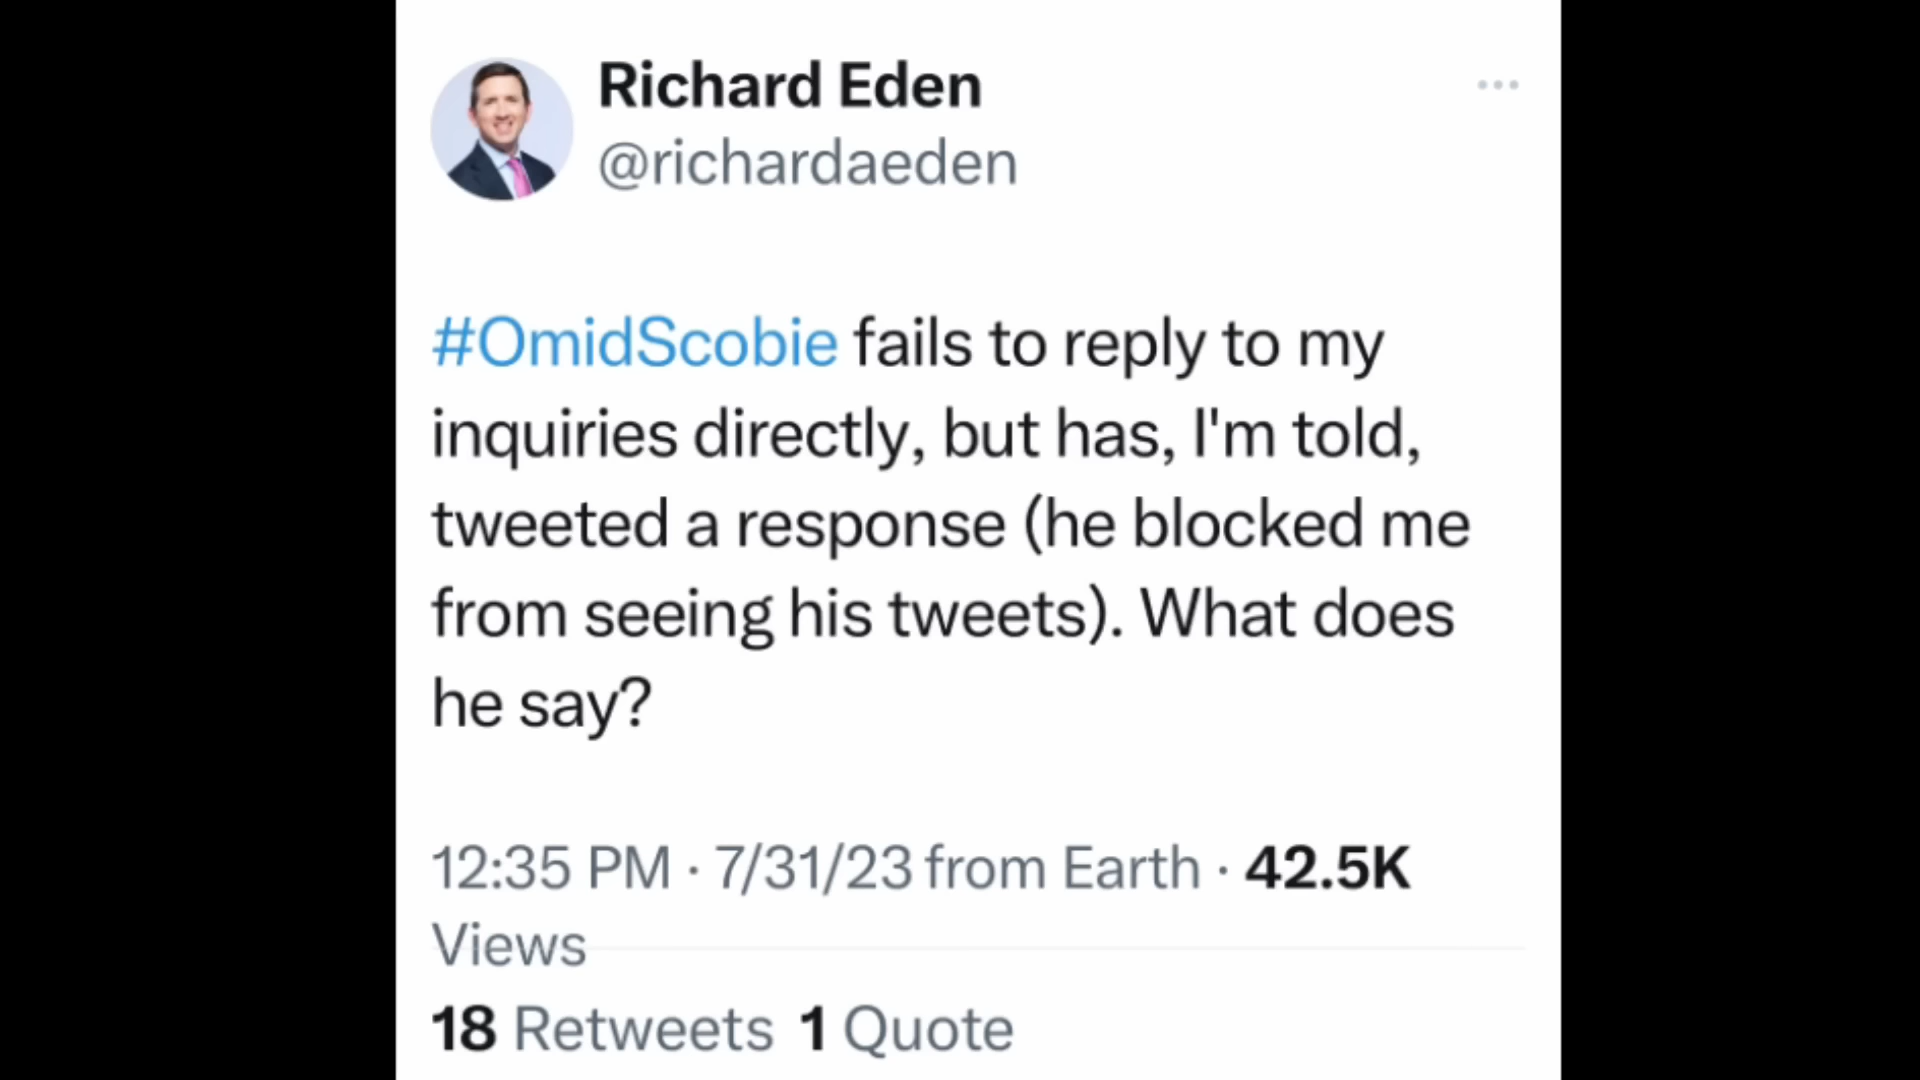 Richard Eden
@richardaeden
#OmidScobie fails to reply to my
inquiries directly, but has, I'm told,
tweeted a response (he blocked me
from seeing his tweets). What does
he say?
12:35 PM · 7/31/23 from Earth · 42.5K
Views
18 Retweets 1 Quote